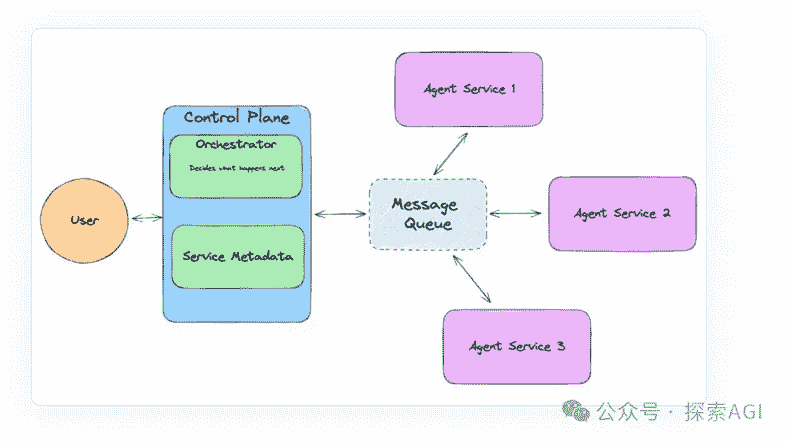 Control Plane
Orchestrator
Decides what happens next
Service Metadata
User
Message
Queue
Agent Service 1
Agent Service 2
Agent Service 3
公众号 · 探索AGI